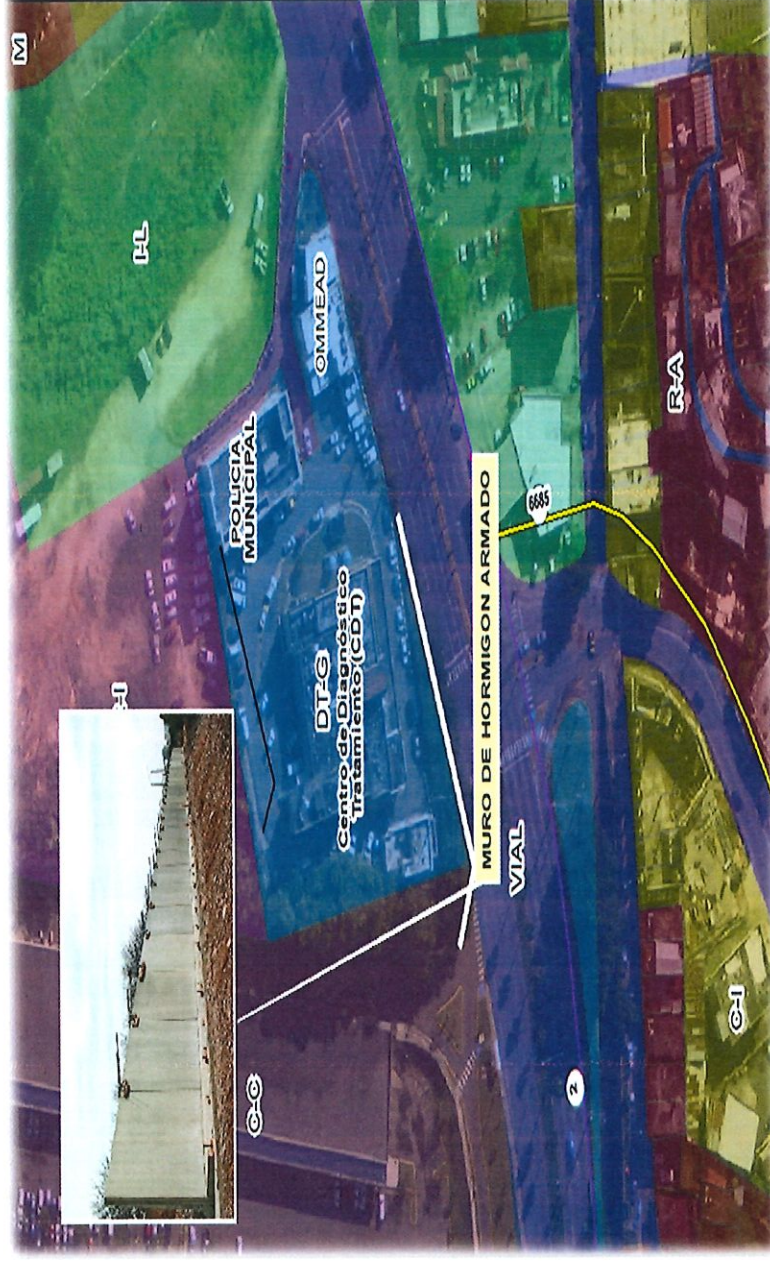 M
-I
I-L
C-C
POLICIA
MUNICIPAL
OMMEAD
DT-G
Centro de Diagnóstico
Tratamiento (CDT)
MURO DE HORMIGON ARMADO
VIAL
6685
2
R-A
C-I